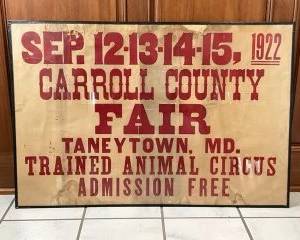 SEP. 12-13-14-15, 1922
CARROLL COUNTY
FAIR
TANEYTOWN, MD.
TRAINED ANIMAL CIRCUS
ADMISSION FREE